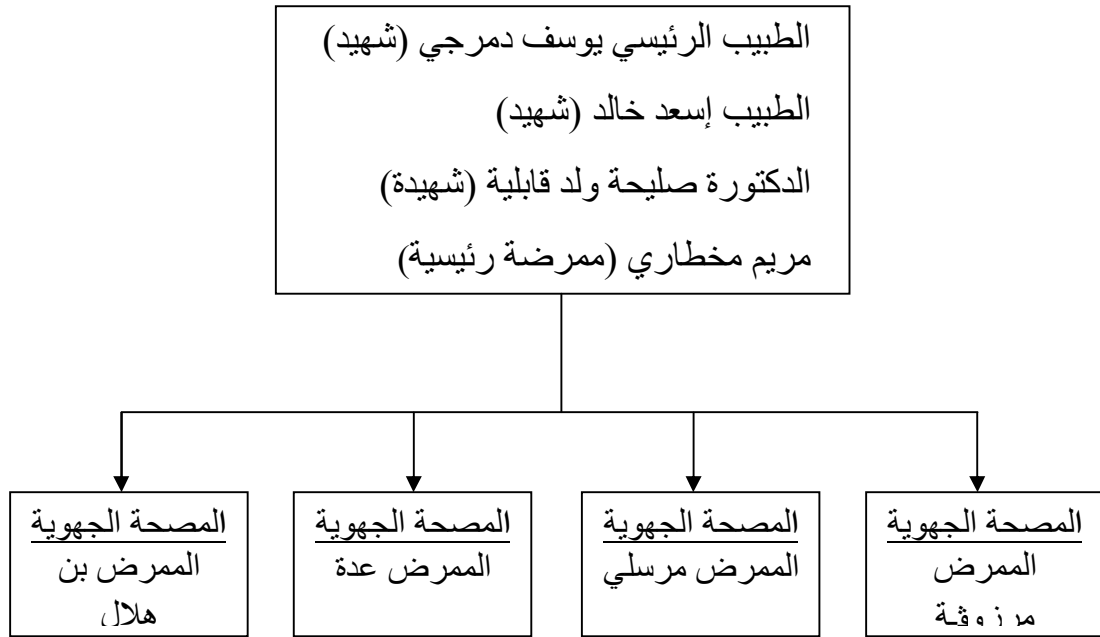 الطبيب الرئيسي يوسف دمرجي (شهيد)
الطبيب إسعد خالد (شهيد)
الدكتورة صليحة ولد قابلية (شهيدة)
مريم مخطاري (ممرضة رئيسية)
المصحة الجهوية
الممرض
مرزوڨة
المصحة الجهوية
الممرض مرسلي
المصحة الجهوية
الممرض عدة
المصحة الجهوية
الممرض بن
هلال